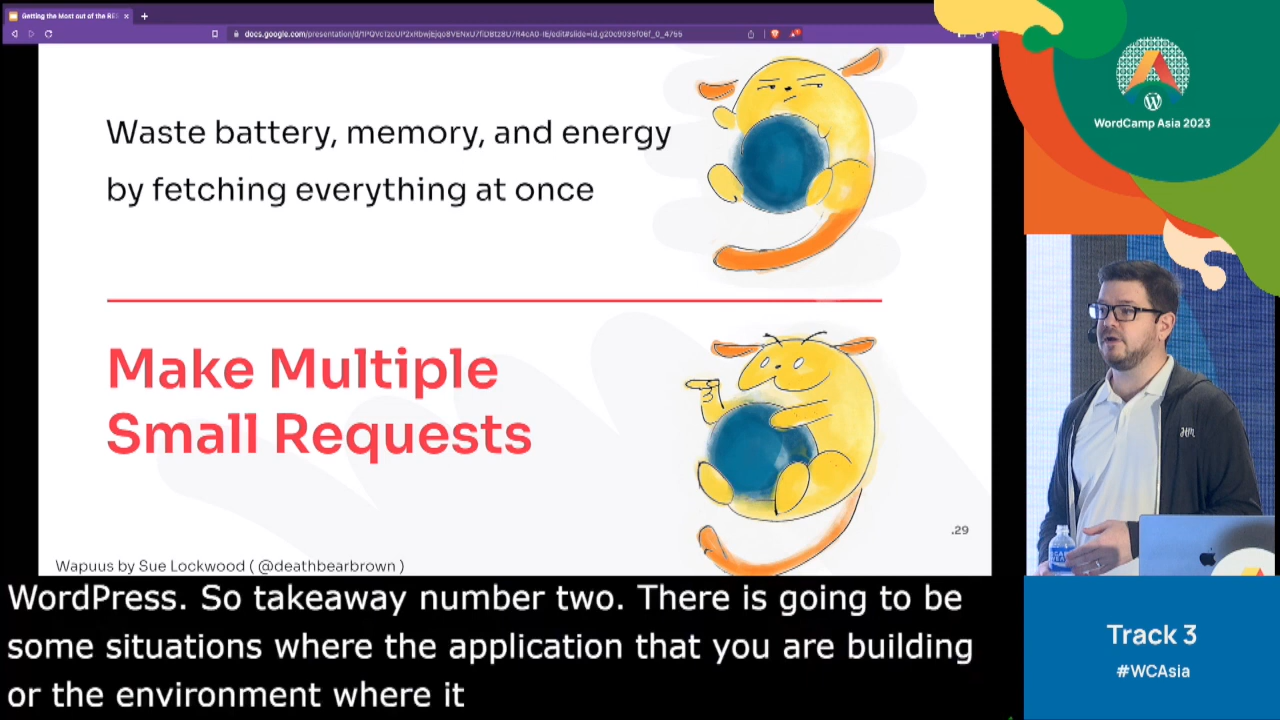 Getting the Most out of the RES
docs.google.com/presentation/d/
WordCamp Asia 2023
Waste battery, memory, and energy
by fetching everything at once
Make Multiple
Small Requests
.29
Wapuus by Sue Lockwood ( @deathbearbrown )
HM
WordPress. So takeaway number two. There is going to be
some situations where the application that you are building
or the environment where it
Track 3
#WCAsia